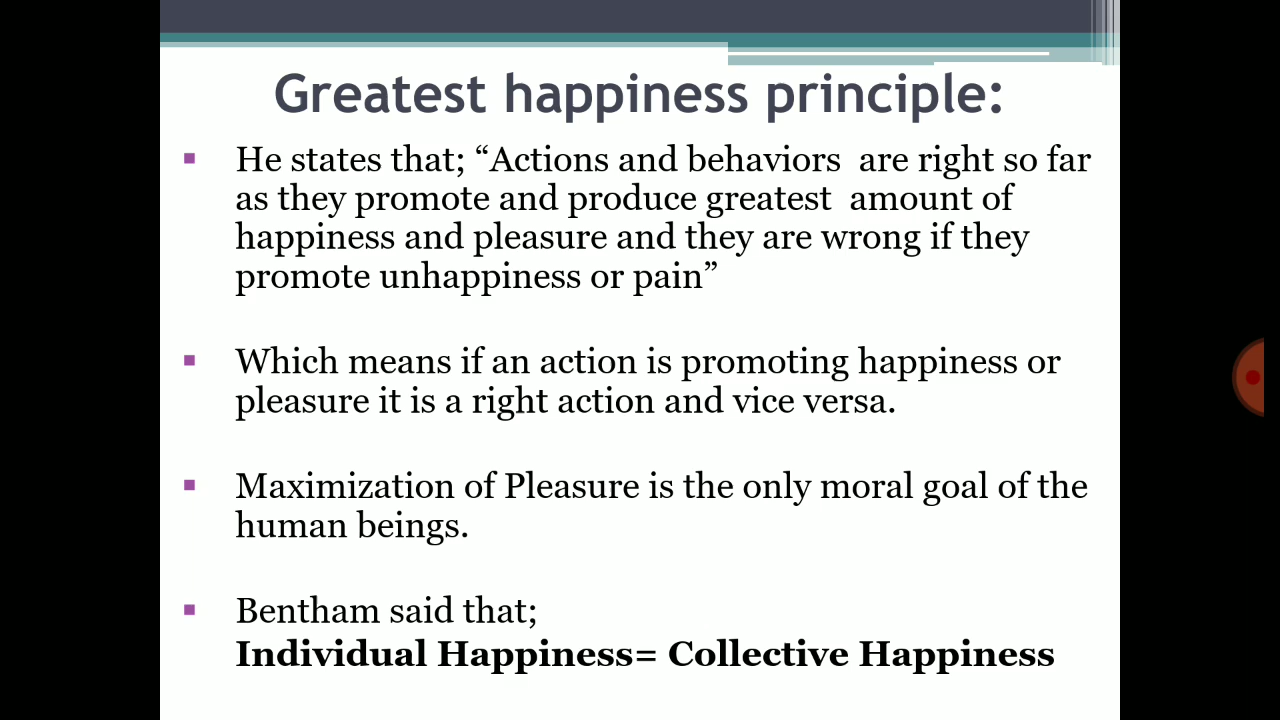 Greatest happiness principle:
He states that; “Actions and behaviors  are right so far
as they promote and produce greatest  amount of
happiness and pleasure and they are wrong if they
promote unhappiness or pain”
Which means if an action is promoting happiness or
pleasure it is a right action and vice versa.
Maximization of Pleasure is the only moral goal of the
human beings.
Bentham said that;
Individual Happiness= Collective Happiness